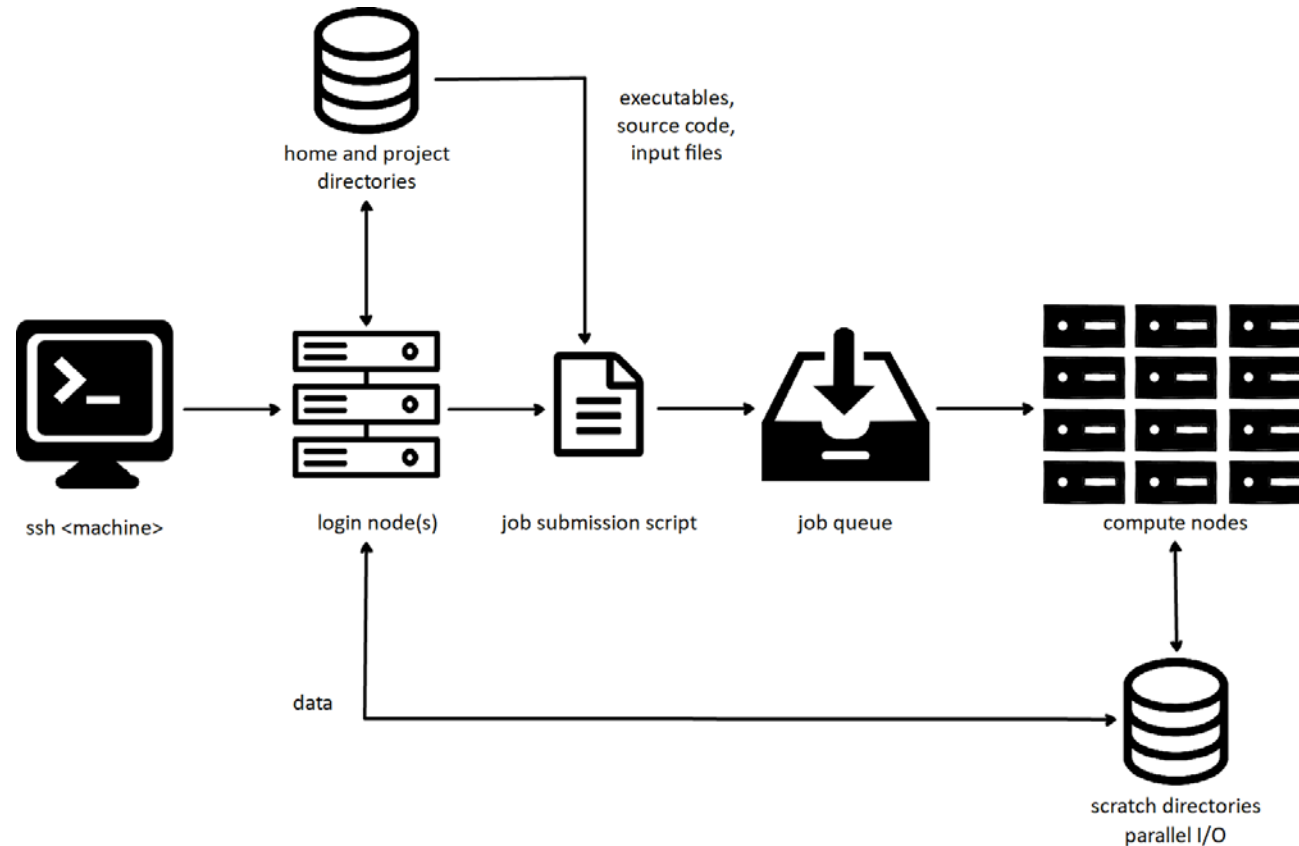 executables,
source code,
input files
home and project
directories
ssh <machine>
login node(s)
job submission script
job queue
compute nodes
data
scratch directories
parallel I/O